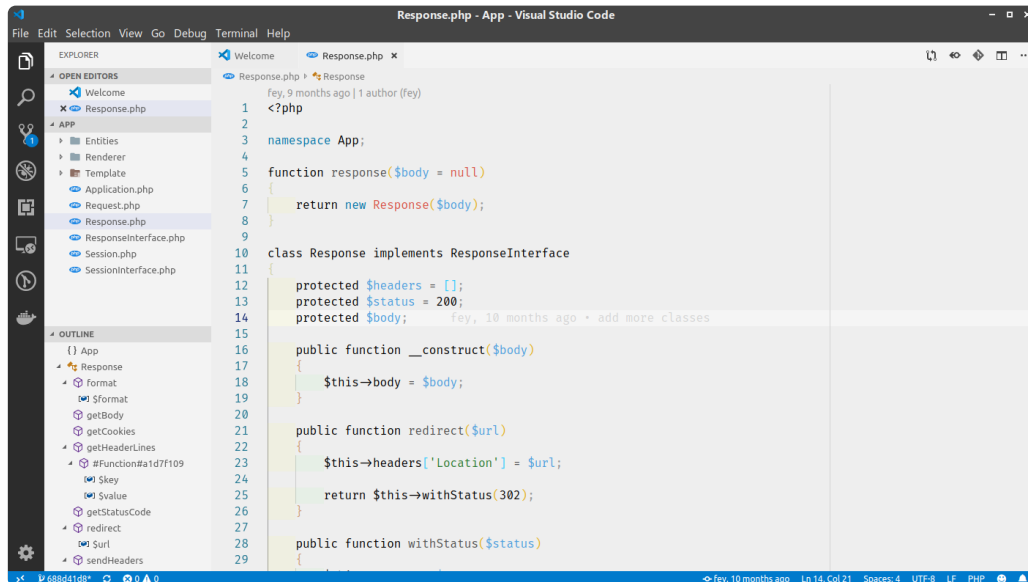 Response.php - App - Visual Studio Code
File Edit Selection View Go Debug Terminal Help
EXPLORER
OPEN EDITORS
Welcome
Response.php
APP
Entities
Renderer
Template
Application.php
Request.php
Response.php
ResponseInterface.php
Session.php
SessionInterface.php
OUTLINE
{} App
Response
format
$format
getBody
getCookies
getHeaderLines
#Function#a1d7f109
$key
$value
getStatusCode
redirect
$url
sendHeaders
Welcome
Response.php
Response.php Response
fey, 9 months ago | 1 author (fey)
1 <?php
2
3 namespace App;
4
5 function response($body = null)
6 {
7 return new Response($body);
8 }
9
10 class Response implements ResponseInterface
11 {
12 protected $headers = [];
13 protected $status = 200;
14 protected $body; fey, 10 months ago • add more classes
15
16 public function __construct($body)
17 {
18 $this→body = $body;
19 }
20
21 public function redirect($url)
22 {
23 $this→headers['Location'] = $url;
24
25 return $this→withStatus(302);
26 }
27
28 public function withStatus($status)
29 {
1
688d41d8* 0 0
fey, 10 months ago Ln 14, Col 21 Spaces: 4 UTF-8 LF PHP